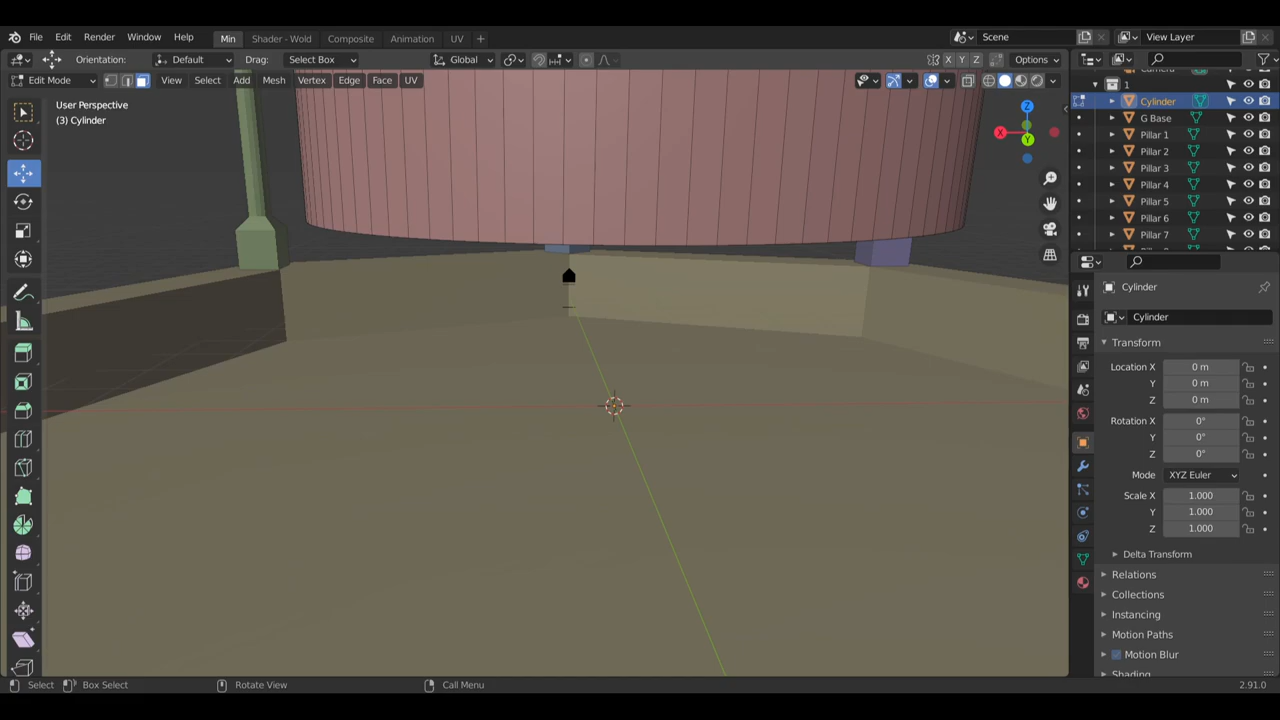 File Edit Render Window Help Min Shader - Wold Composite Animation UV Scene View Layer
Orientation: Default Drag: Select Box Global X Y Z Options
Edit Mode View Select Add Mesh Vertex Edge Face UV
User Perspective
(3) Cylinder
Z
X
Y
1
Cylinder
G Base
Pillar 1
Pillar 2
Pillar 3
Pillar 4
Pillar 5
Pillar 6
Pillar 7
Cylinder
Cylinder
Transform
Location X 0 m
Y 0 m
Z 0 m
Rotation X 0°
Y 0°
Z 0°
Mode XYZ Euler
Scale X 1.000
Y 1.000
Z 1.000
Delta Transform
Relations
Collections
Instancing
Motion Paths
Motion Blur
Select Box Select Rotate View Call Menu 2.91.0